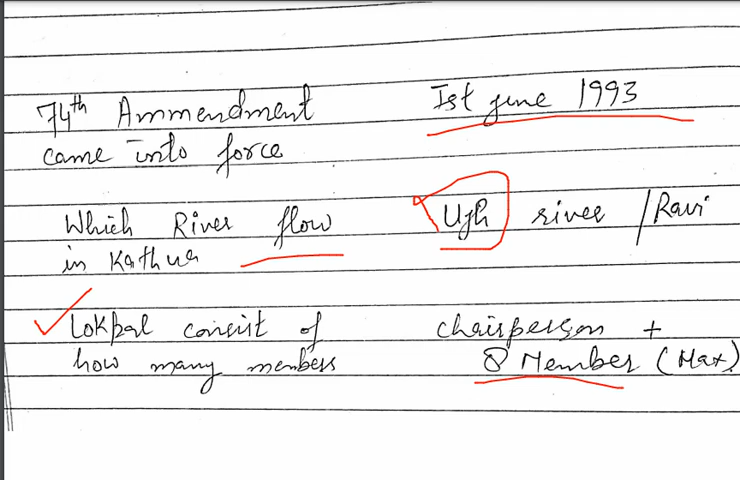 74th Ammendment 1st june 1993
came into force
Which River flow Ujh river / Ravi
in Kathua
Lokpal consist of chairperson +
how many members 8 Member (Max)